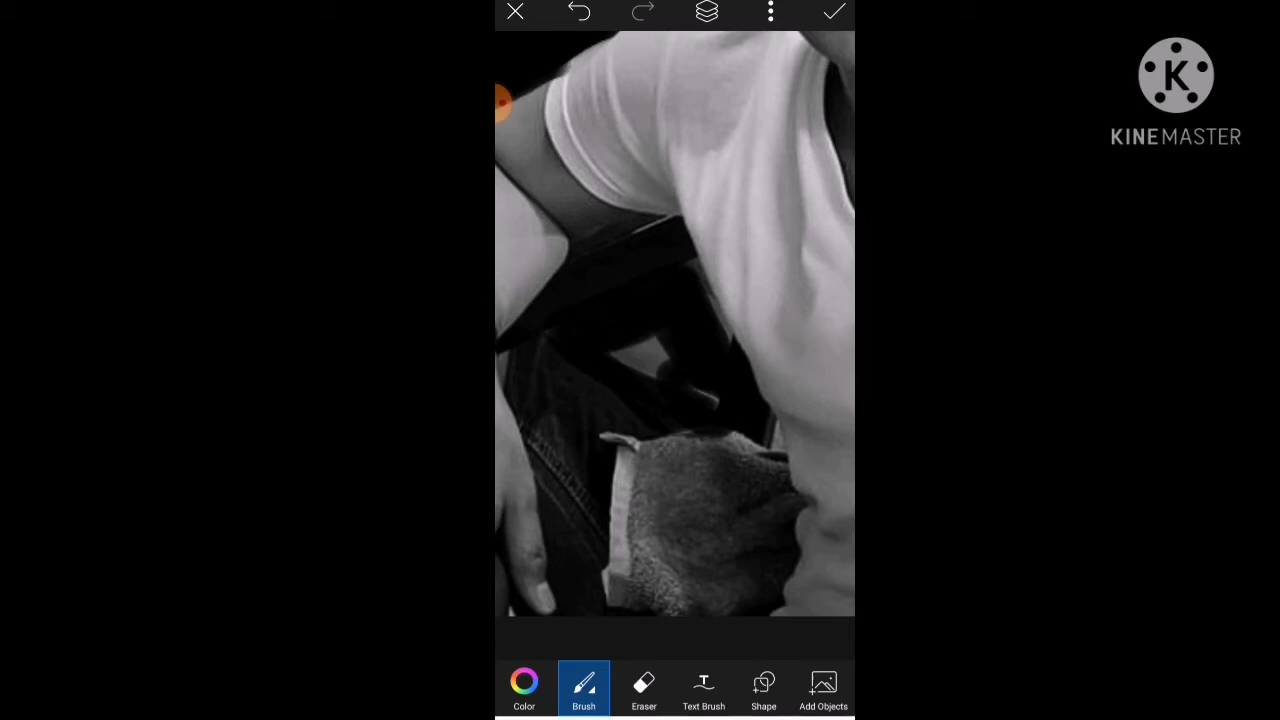 K
KINEMASTER
Color
Brush
Eraser
T
Text Brush
Shape
Add Objects